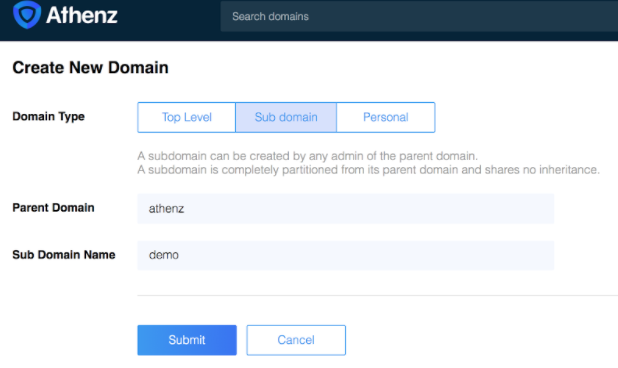 Athenz
Search domains
Create New Domain
Domain Type
Top Level
Sub domain
Personal
A subdomain can be created by any admin of the parent domain.
A subdomain is completely partitioned from its parent domain and shares no inheritance.
Parent Domain
athenz
Sub Domain Name
demo
Submit
Cancel